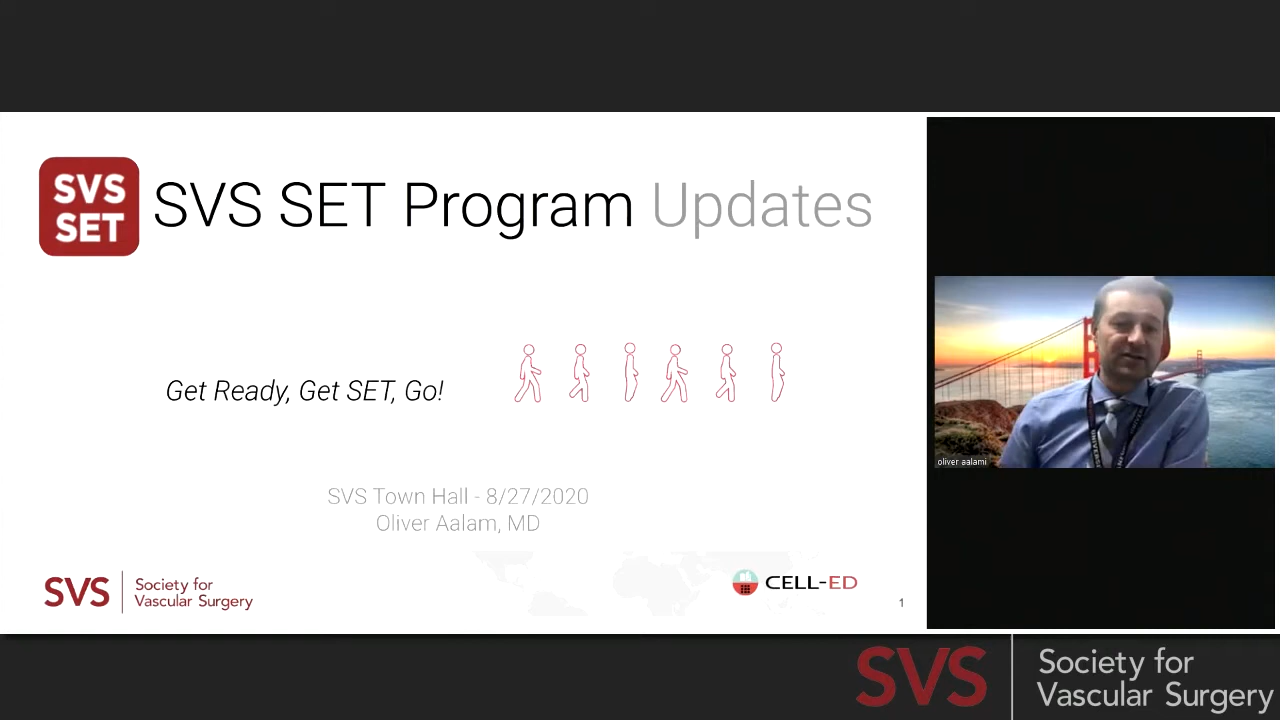 SVS
SET
SVS SET Program Updates
Get Ready, Get SET, Go!
SVS Town Hall - 8/27/2020
Oliver Aalam, MD
SVS
Society for
Vascular Surgery
CELL-ED
1
oliver aalami
SVS
Society for
Vascular Surgery